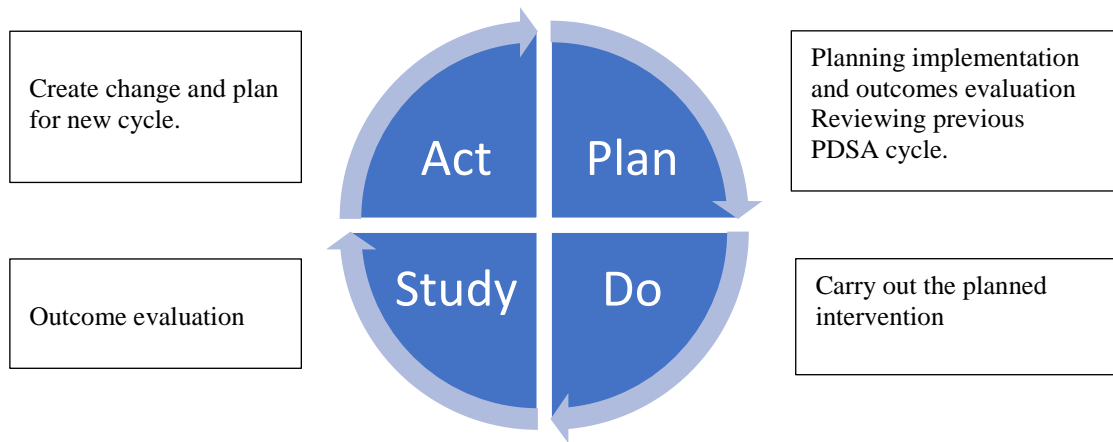 Create change and plan
for new cycle.
Act
Plan
Planning implementation
and outcomes evaluation
Reviewing previous
PDSA cycle.
Outcome evaluation
Study
Do
Carry out the planned
intervention